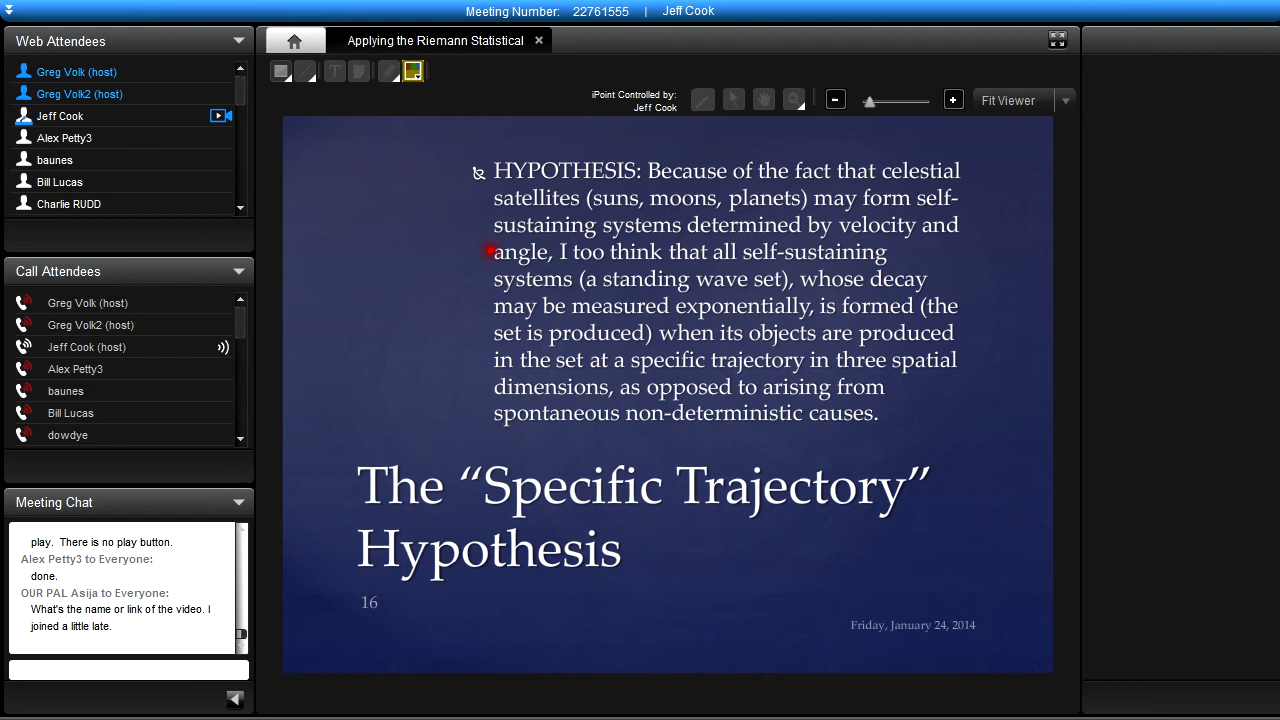 Meeting Number: 22761555 | Jeff Cook
Web Attendees
Greg Volk (host)
Greg Volk2 (host)
Jeff Cook
Alex Petty3
baunes
Bill Lucas
Charlie RUDD
Call Attendees
Greg Volk (host)
Greg Volk2 (host)
Jeff Cook (host)
Alex Petty3
baunes
Bill Lucas
dowdye
Meeting Chat
play. There is no play button.
Alex Petty3 to Everyone:
done.
OUR PAL Asija to Everyone:
What's the name or link of the video. I
joined a little late.
Applying the Riemann Statistical
iPoint Controlled by:
Jeff Cook
Fit Viewer
HYPOTHESIS: Because of the fact that celestial
satellites (suns, moons, planets) may form self-
sustaining systems determined by velocity and
angle, I too think that all self-sustaining
systems (a standing wave set), whose decay
may be measured exponentially, is formed (the
set is produced) when its objects are produced
in the set at a specific trajectory in three spatial
dimensions, as opposed to arising from
spontaneous non-deterministic causes.
The “Specific Trajectory”
Hypothesis
16
Friday, January 24, 2014